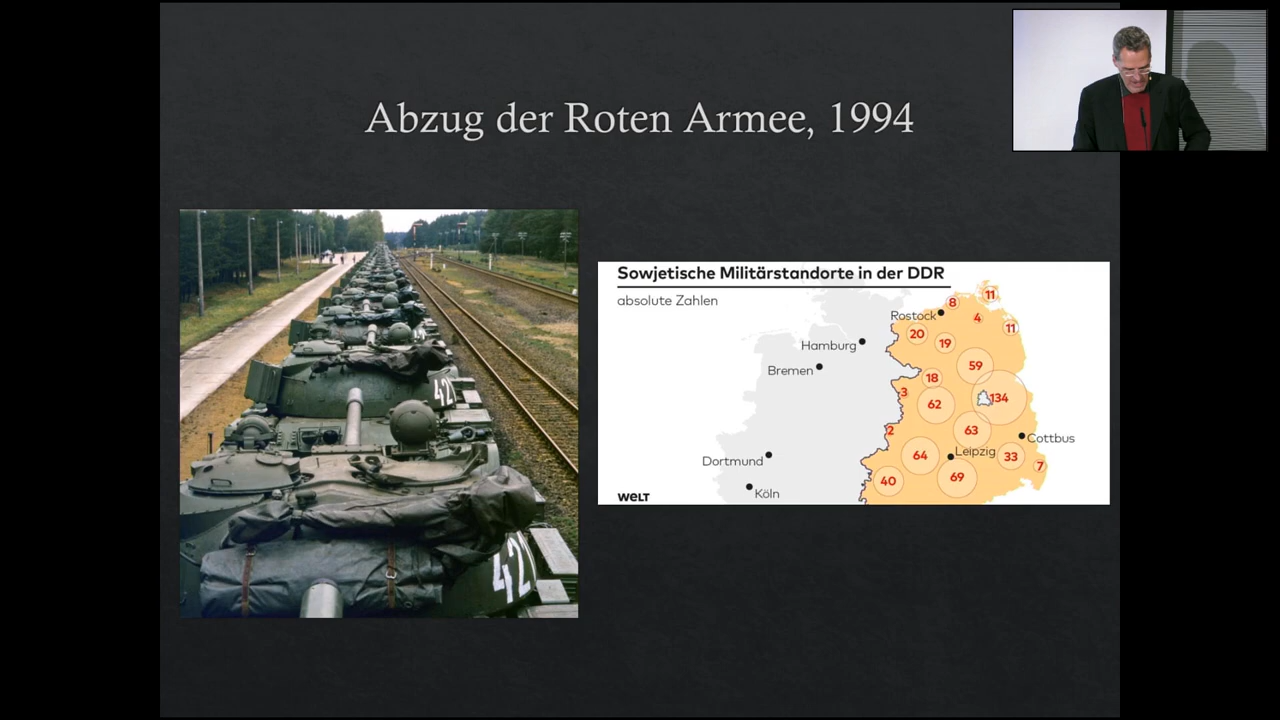 Abzug der Roten Armee, 1994
Sowjetische Militärstandorte in der DDR
absolute Zahlen
11
8
Rostock
4
11
20
19
Hamburg
59
Bremen
18
3
134
62
2
63
Cottbus
Leipzig
64
33
Dortmund
7
40
69
Köln
WELT
421
421